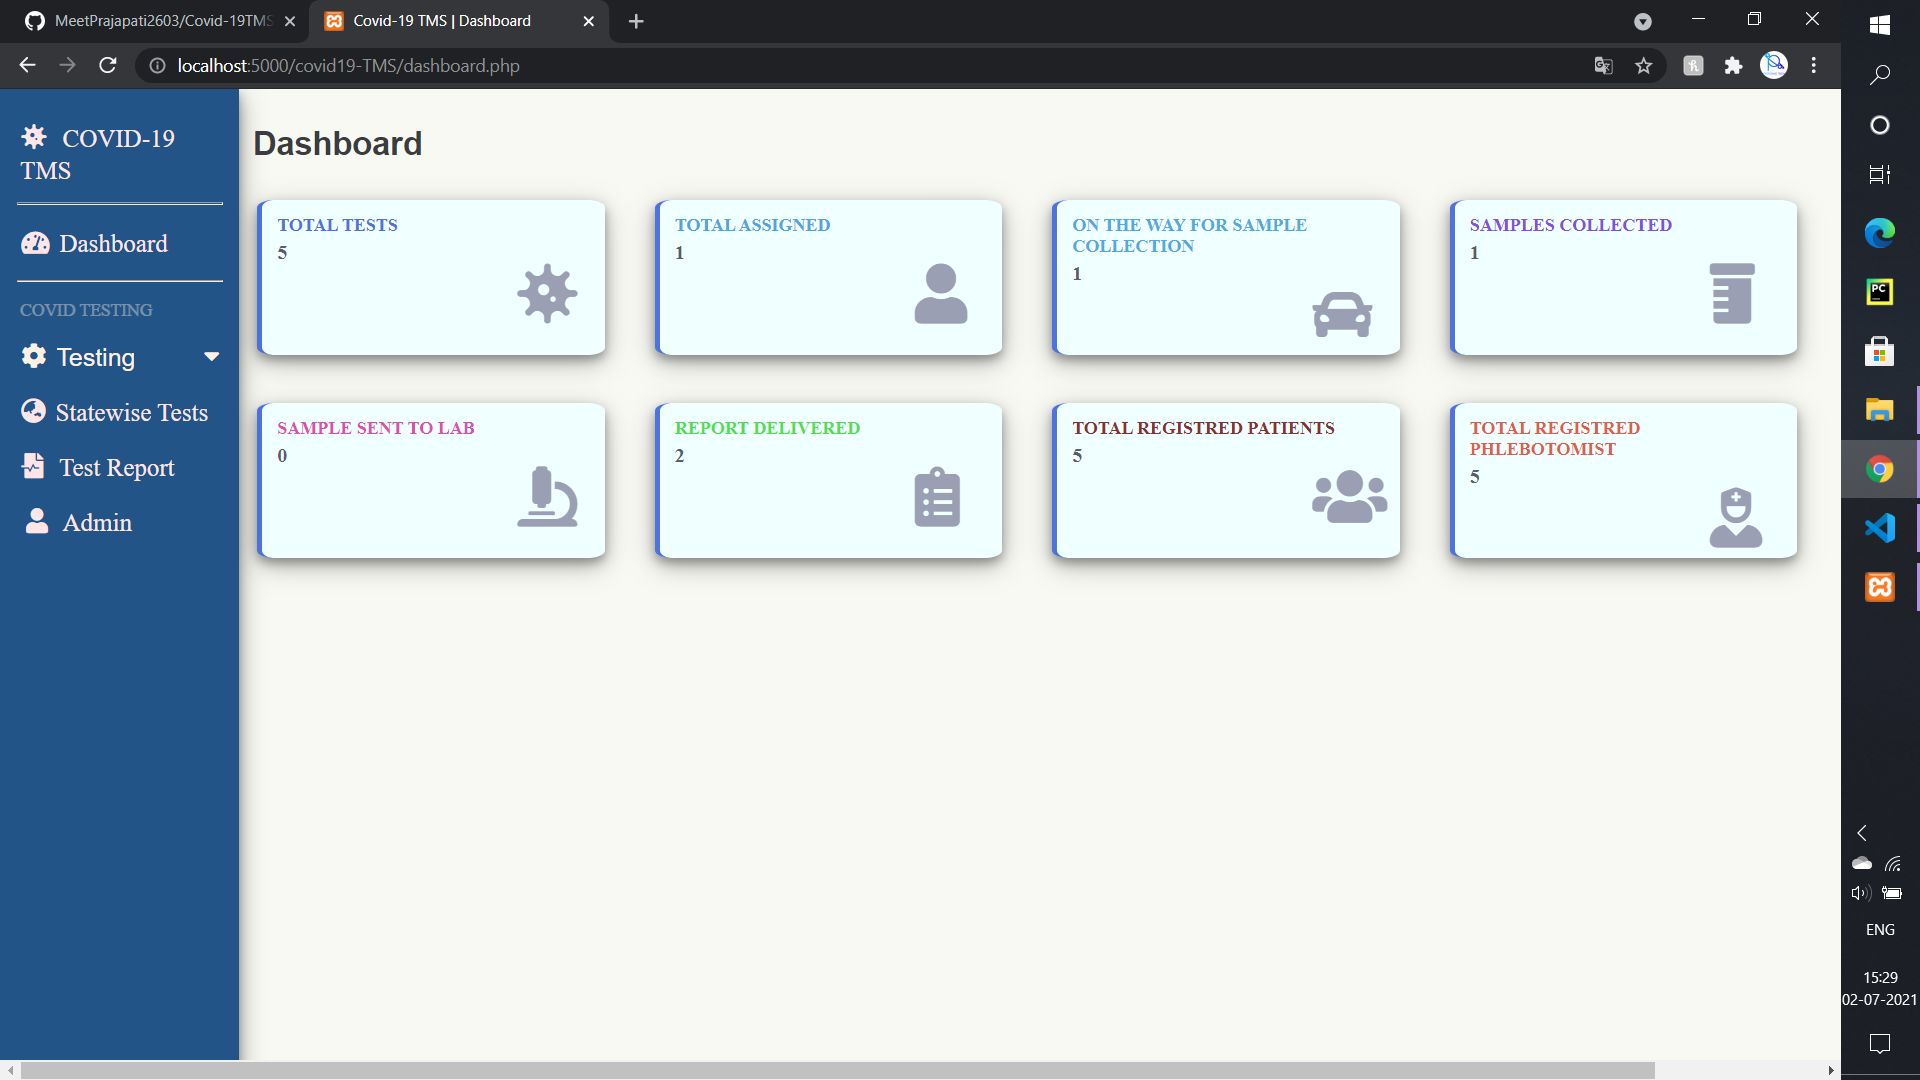 MeetPrajapati2603/Covid-19TMS
Covid-19 TMS | Dashboard
localhost:5000/covid19-TMS/dashboard.php
COVID-19
TMS
Dashboard
COVID TESTING
Testing
Statewise Tests
Test Report
Admin
Dashboard
TOTAL TESTS
5
TOTAL ASSIGNED
1
ON THE WAY FOR SAMPLE
COLLECTION
1
SAMPLES COLLECTED
1
SAMPLE SENT TO LAB
0
REPORT DELIVERED
2
TOTAL REGISTRED PATIENTS
5
TOTAL REGISTRED
PHLEBOTOMIST
5
PC
ENG
15:29
02-07-2021